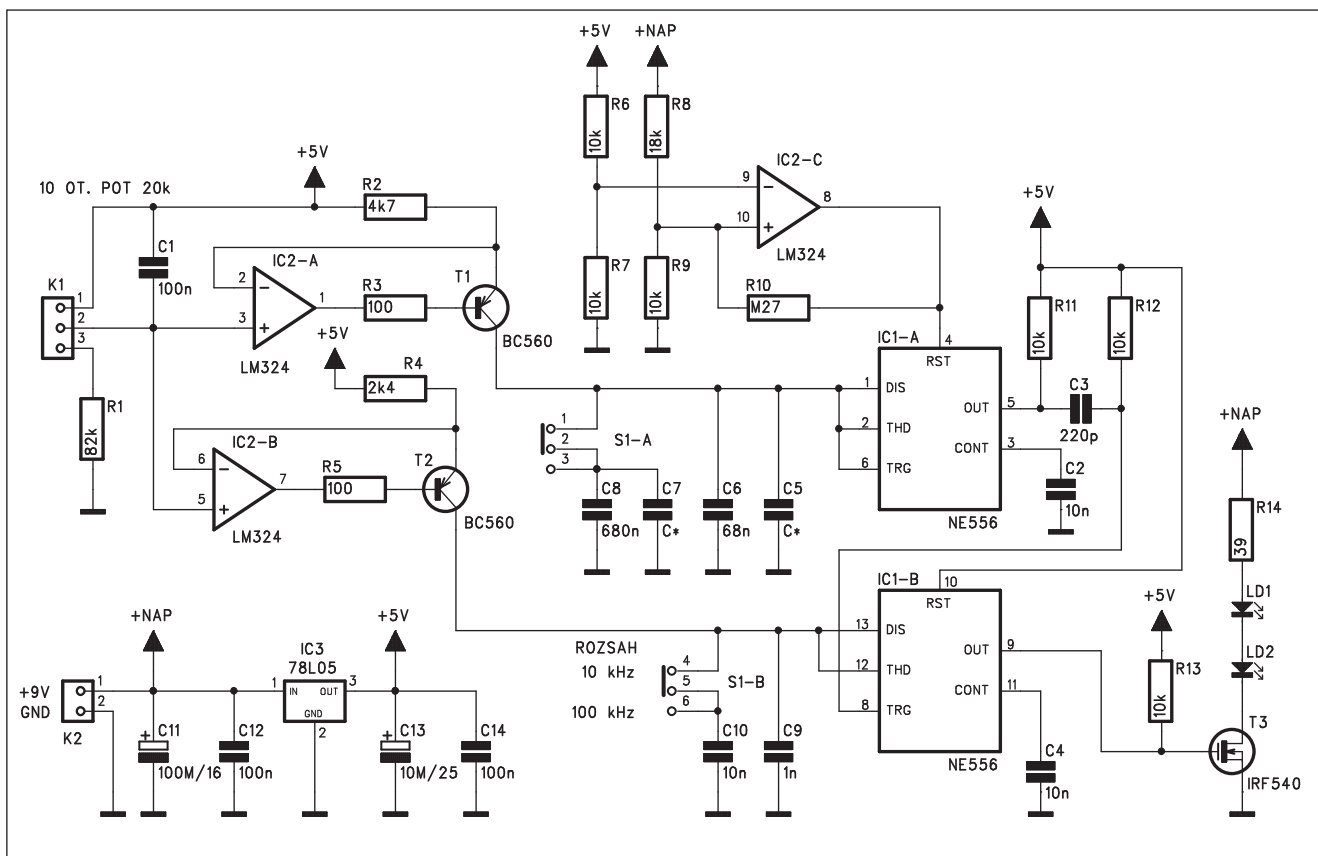 +5V
+NAP
R6
10k
R8
18k
IC2-C
9
8
10
LM324
+5V
10 OT. POT 20k
R2
4k7
C1
100n
IC2-A
2
1
3
LM324
R3
100
T1
BC560
K1
1
2
3
R7
10k
R9
10k
R10
M27
+5V
R11
10k
R12
10k
IC1-A
4
RST
1
DIS
OUT
5
2
THD
CONT
3
6
TRG
NE556
C3
220p
C2
10n
+5V
R4
2k4
R1
82k
IC2-B
6
7
5
LM324
R5
100
T2
BC560
1
2
3
S1-A
C8
680n
C7
C*
C6
68n
C5
C*
+NAP
R14
39
LD1
LD2
IC1-B
10
RST
13
DIS
OUT
9
12
THD
CONT
11
8
TRG
NE556
+5V
R13
10k
T3
IRF540
C4
10n
ROZSAH
10 kHz
100 kHz
4
5
6
S1-B
C10
10n
C9
1n
+NAP
+5V
IC3
78L05
+9V
GND
1
2
K2
1
IN
OUT
3
GND
2
+
C11
100M/16
C12
100n
+
C13
10M/25
C14
100n